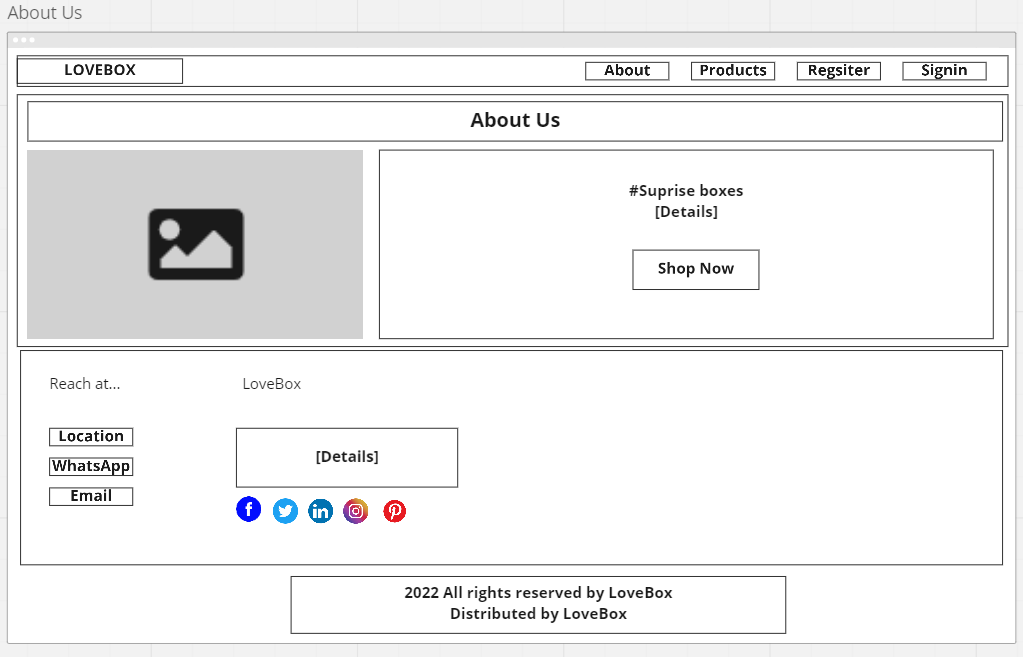 About Us
LOVEBOX
About
Products
Regsiter
Signin
About Us
#Suprise boxes
[Details]
Shop Now
Reach at...
LoveBox
Location
WhatsApp
Email
[Details]
f
in
2022 All rights reserved by LoveBox
Distributed by LoveBox